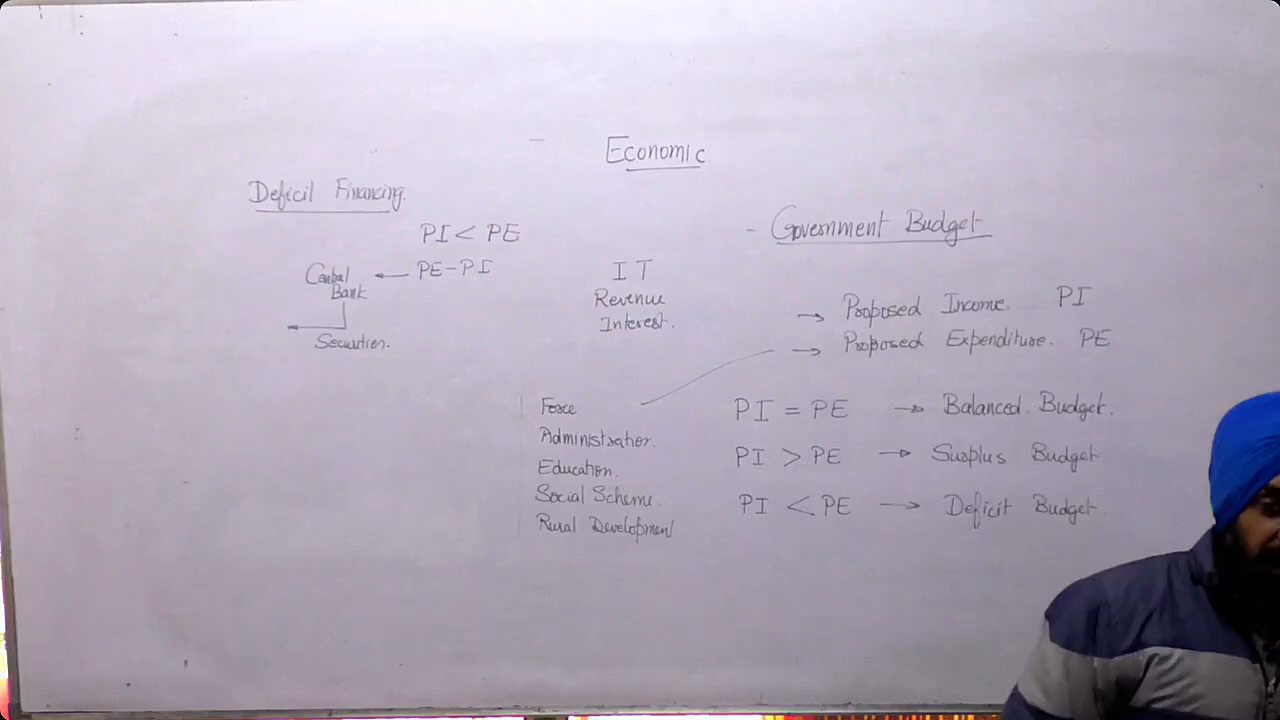 Economic
Deficil Financing.
PI < PE
Central Bank ← PE-PI
Securities.
- Government Budget
IT
Revenue
Interest.
→ Proposed Income. PI
→ Proposed Expenditure. PE
Force
Administration.
Education.
Social Scheme.
Rural Development
PI = PE → Balanced Budget.
PI > PE → Surplus Budget
PI < PE → Deficit Budget.